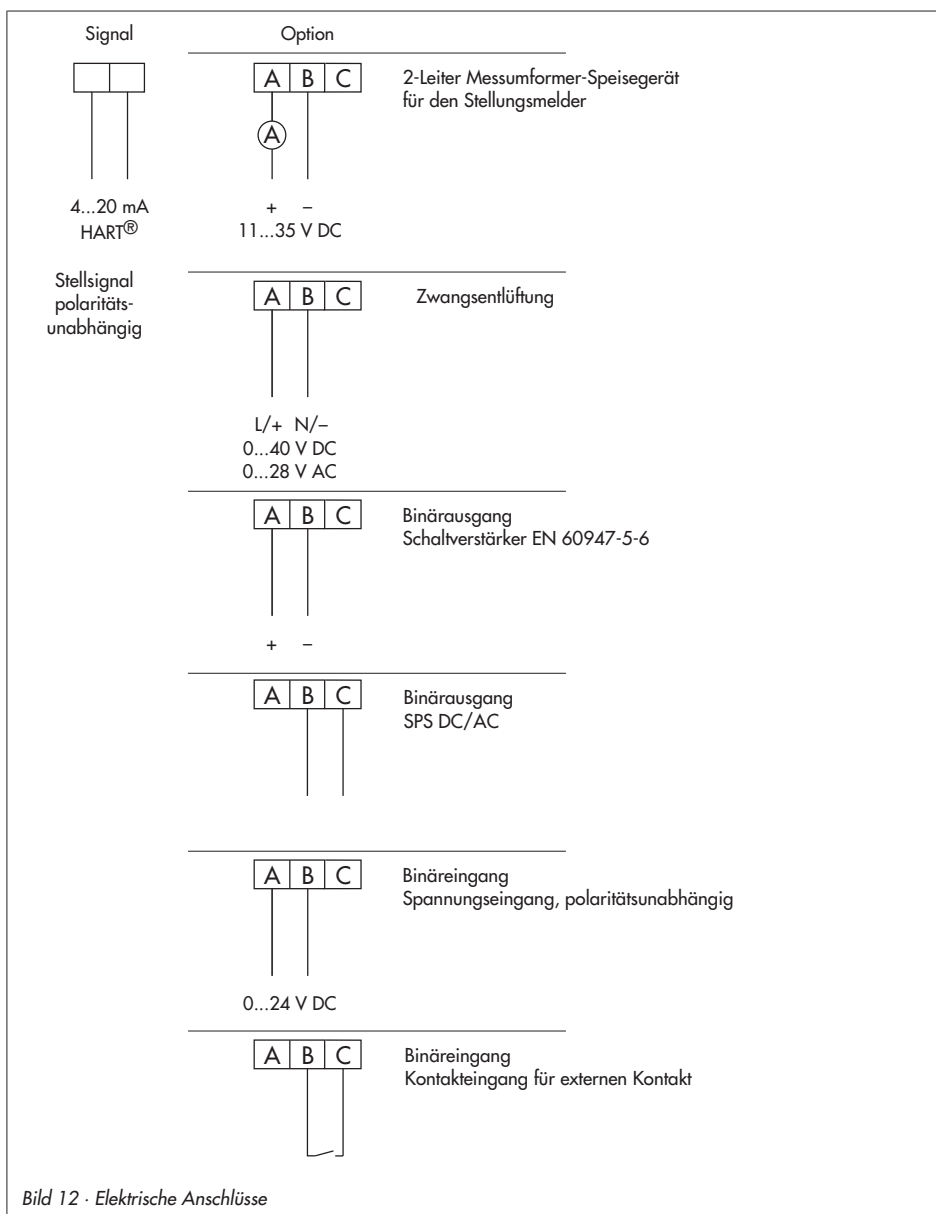 Signal
Option
A B C
2-Leiter Messumformer-Speisegerät
für den Stellungsmelder
A
4...20 mA
HART®
+ –
11...35 V DC
Stellsignal
polaritäts-
unabhängig
A B C
Zwangsentlüftung
L/+ N/–
0...40 V DC
0...28 V AC
A B C
Binärausgang
Schaltverstärker EN 60947-5-6
+ –
A B C
Binärausgang
SPS DC/AC
A B C
Binäreingang
Spannungseingang, polaritätsunabhängig
0...24 V DC
A B C
Binäreingang
Kontakteingang für externen Kontakt
Bild 12 · Elektrische Anschlüsse